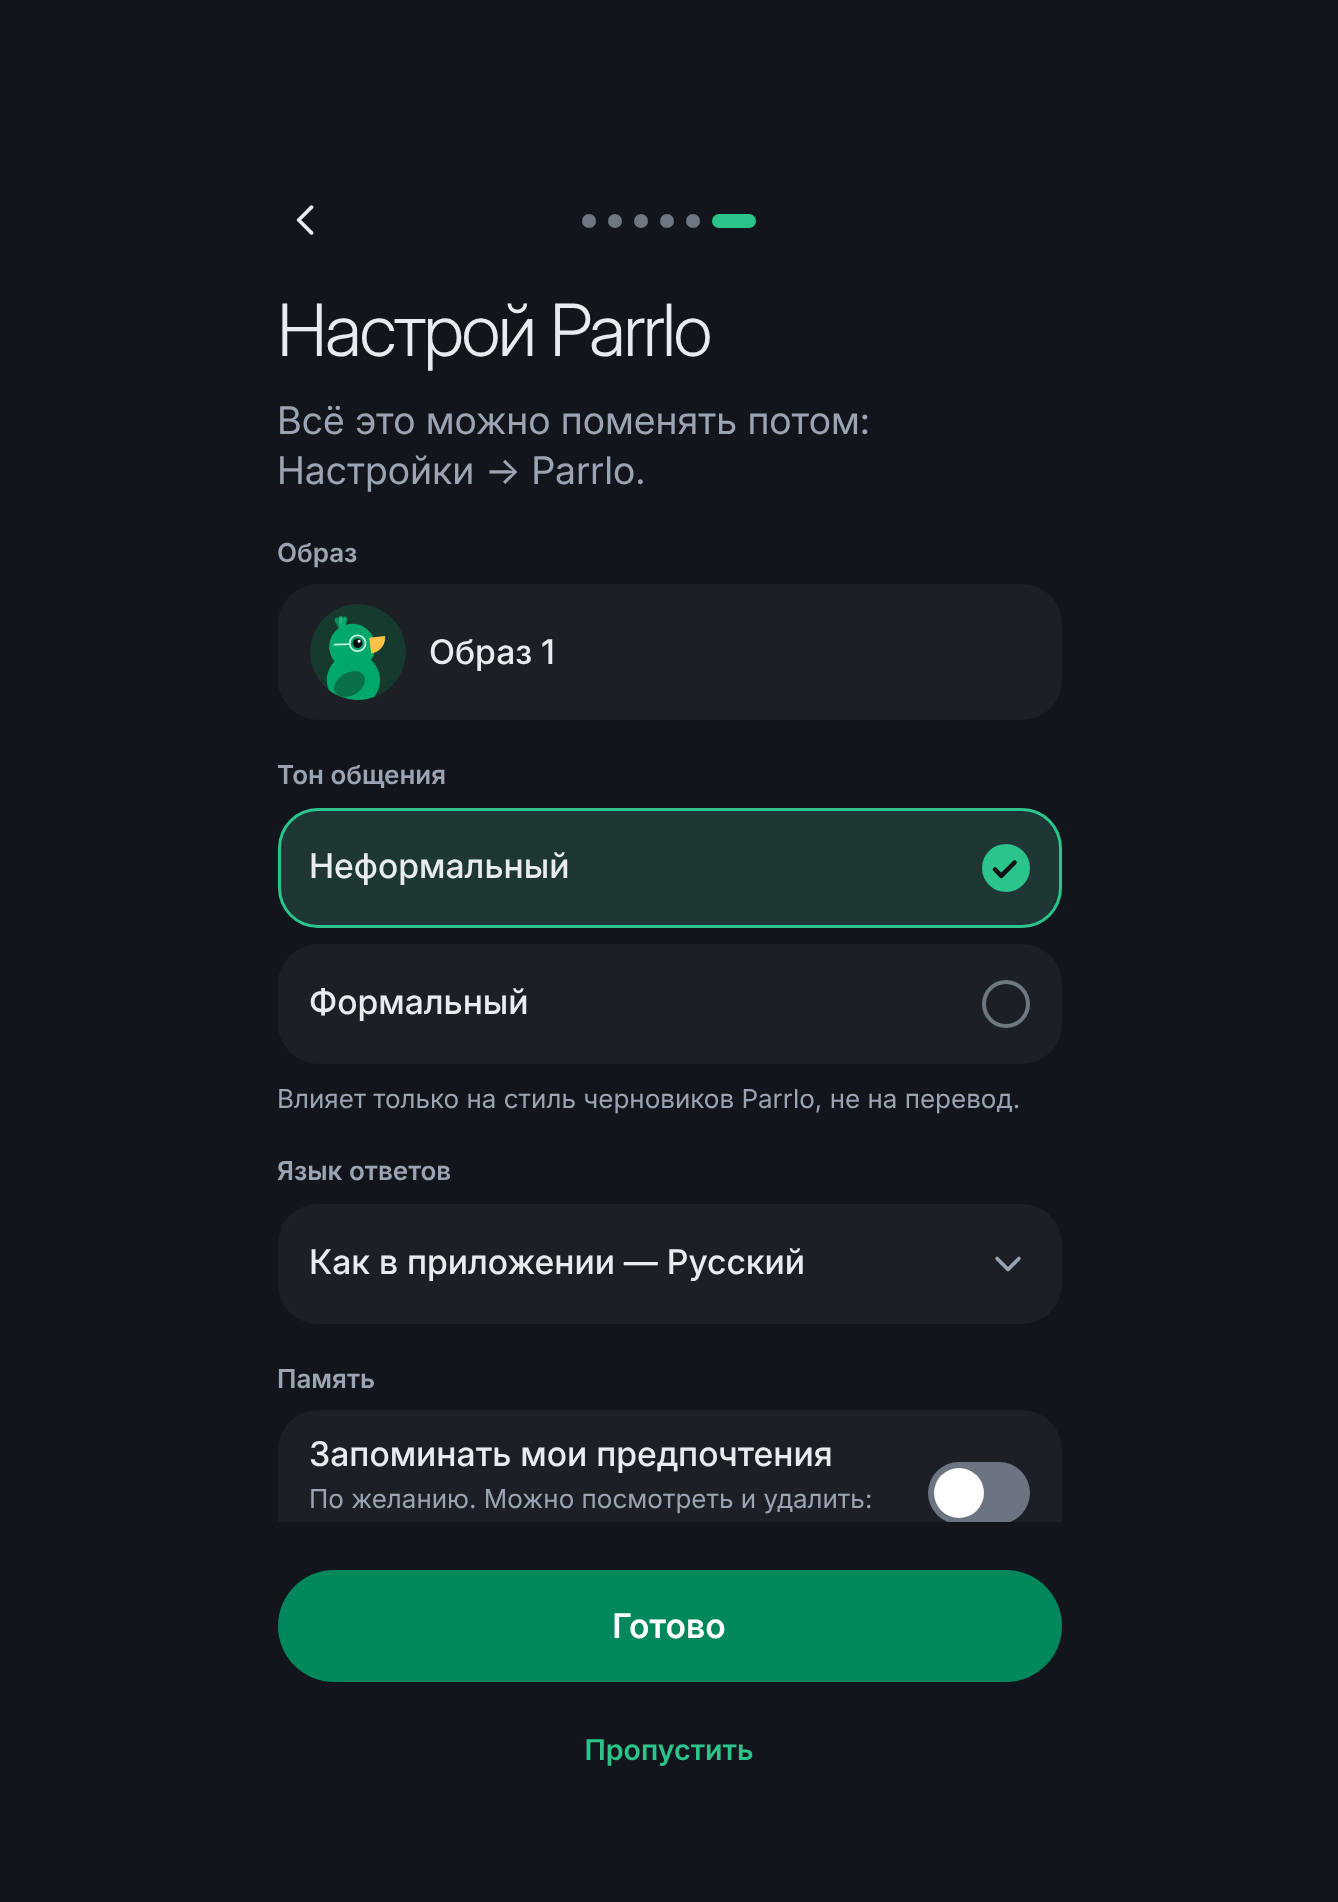 Настрой Parrlo
Всё это можно поменять потом:
Настройки → Parrlo.
Образ
Образ 1
Тон общения
Неформальный
Формальный
Влияет только на стиль черновиков Parrlo, не на перевод.
Язык ответов
Как в приложении — Русский
Память
Запоминать мои предпочтения
По желанию. Можно посмотреть и удалить:
Готово
Пропустить